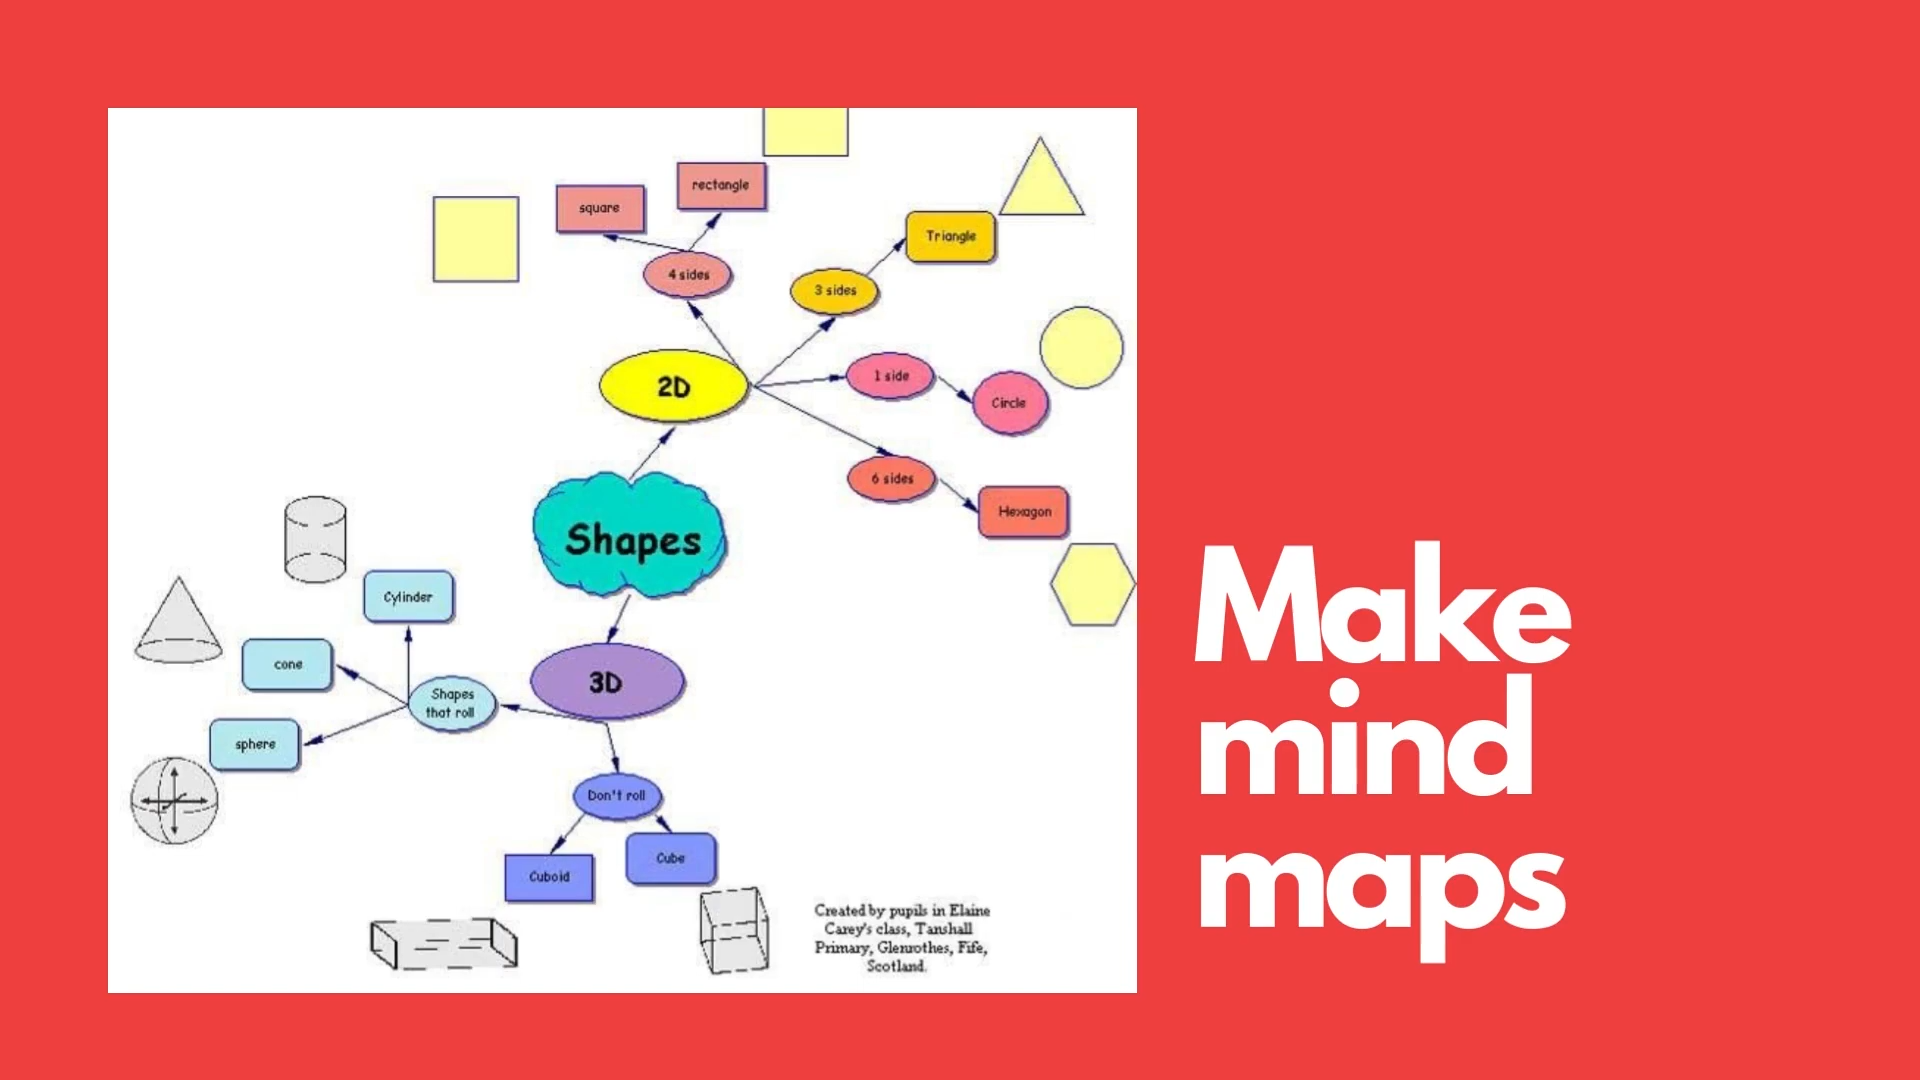 rectangle
square
Triangle
4 sides
3 sides
2D
1 side
Circle
6 sides
Hexagon
Shapes
Cylinder
cone
3D
Shapes
that roll
sphere
Don't roll
Cube
Cuboid
Created by pupils in Elaine
Carey's class, Tanshall
Primary, Glenrothes, Fife,
Scotland.
Make
mind
maps